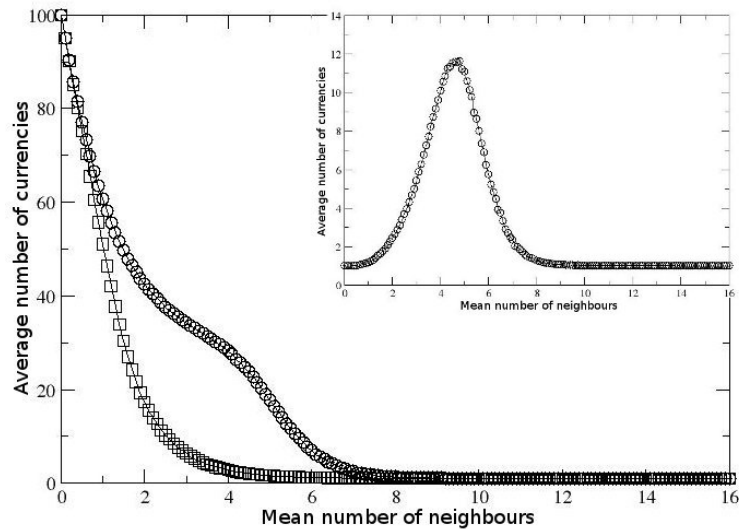 100
80
60
40
20
0
Average number of currencies
0 2 4 6 8 10 12 14 16
Mean number of neighbours
14
12
10
8
6
4
2
0
Average number of currencies
0 2 4 6 8 10 12 14 16
Mean number of neighbours